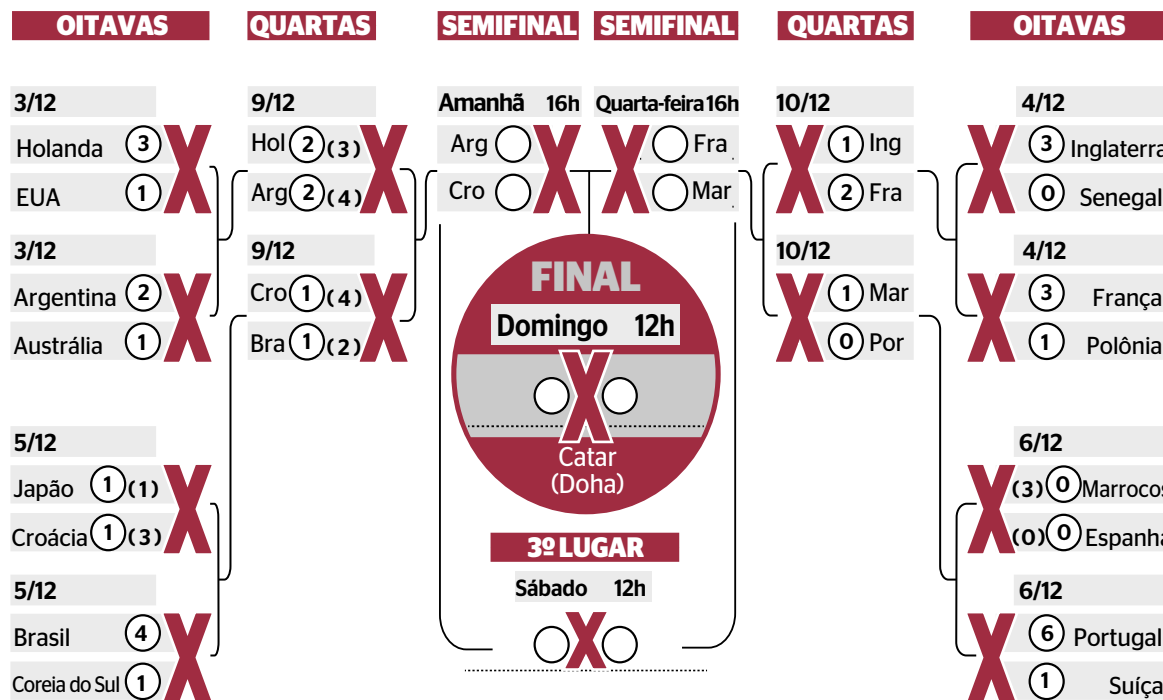 OITAVAS QUARTAS SEMIFINAL SEMIFINAL QUARTAS OITAVAS
3/12
Holanda 3
EUA 1
3/12
Argentina 2
Austrália 1
5/12
Japão 1 (1)
Croácia 1 (3)
5/12
Brasil 4
Coreia do Sul 1
9/12
Hol 2 (3)
Arg 2 (4)
9/12
Cro 1 (4)
Bra 1 (2)
Amanhã 16h
Arg
Cro
Quarta-feira 16h
Fra
Mar
FINAL
Domingo 12h
Catar
(Doha)
3º LUGAR
Sábado 12h
10/12
1 Ing
2 Fra
10/12
1 Mar
0 Por
4/12
3 Inglaterra
0 Senegal
4/12
3 França
1 Polônia
6/12
(3) 0 Marrocos
(0) 0 Espanha
6/12
6 Portugal
1 Suíça